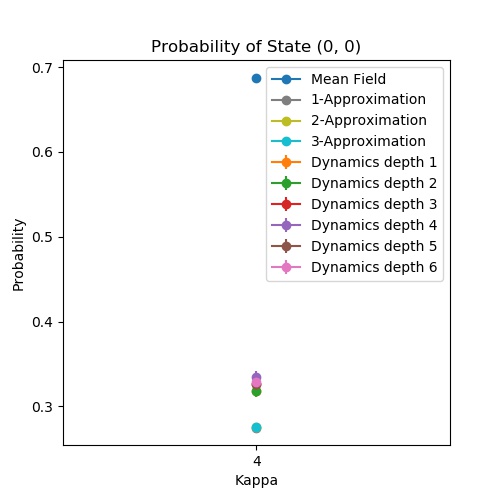 Probability of State (0, 0)
0.7
0.6
0.5
0.4
0.3
Probability
4
Kappa
Mean Field
1-Approximation
2-Approximation
3-Approximation
Dynamics depth 1
Dynamics depth 2
Dynamics depth 3
Dynamics depth 4
Dynamics depth 5
Dynamics depth 6